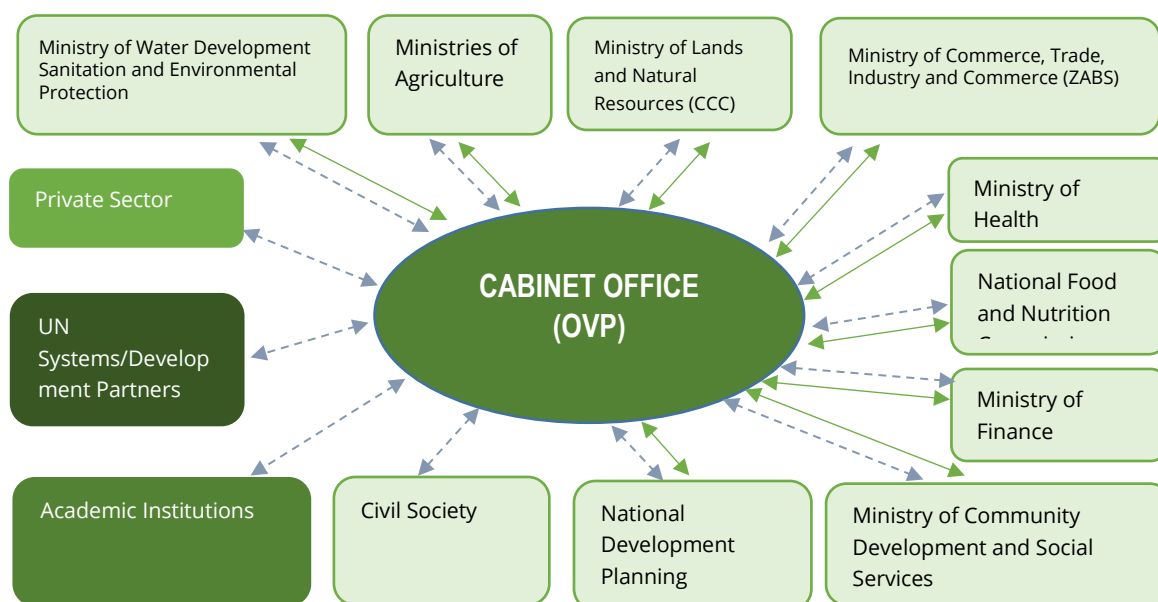 Ministry of Water Development
Sanitation and Environmental
Protection
Ministries of
Agriculture
Ministry of Lands
and Natural
Resources (CCC)
Ministry of Commerce, Trade,
Industry and Commerce (ZABS)
Private Sector
Ministry of
Health
CABINET OFFICE
(OVP)
National Food
and Nutrition
UN
Systems/Develop
ment Partners
Ministry of
Finance
Academic Institutions
Civil Society
National
Development
Planning
Ministry of Community
Development and Social
Services